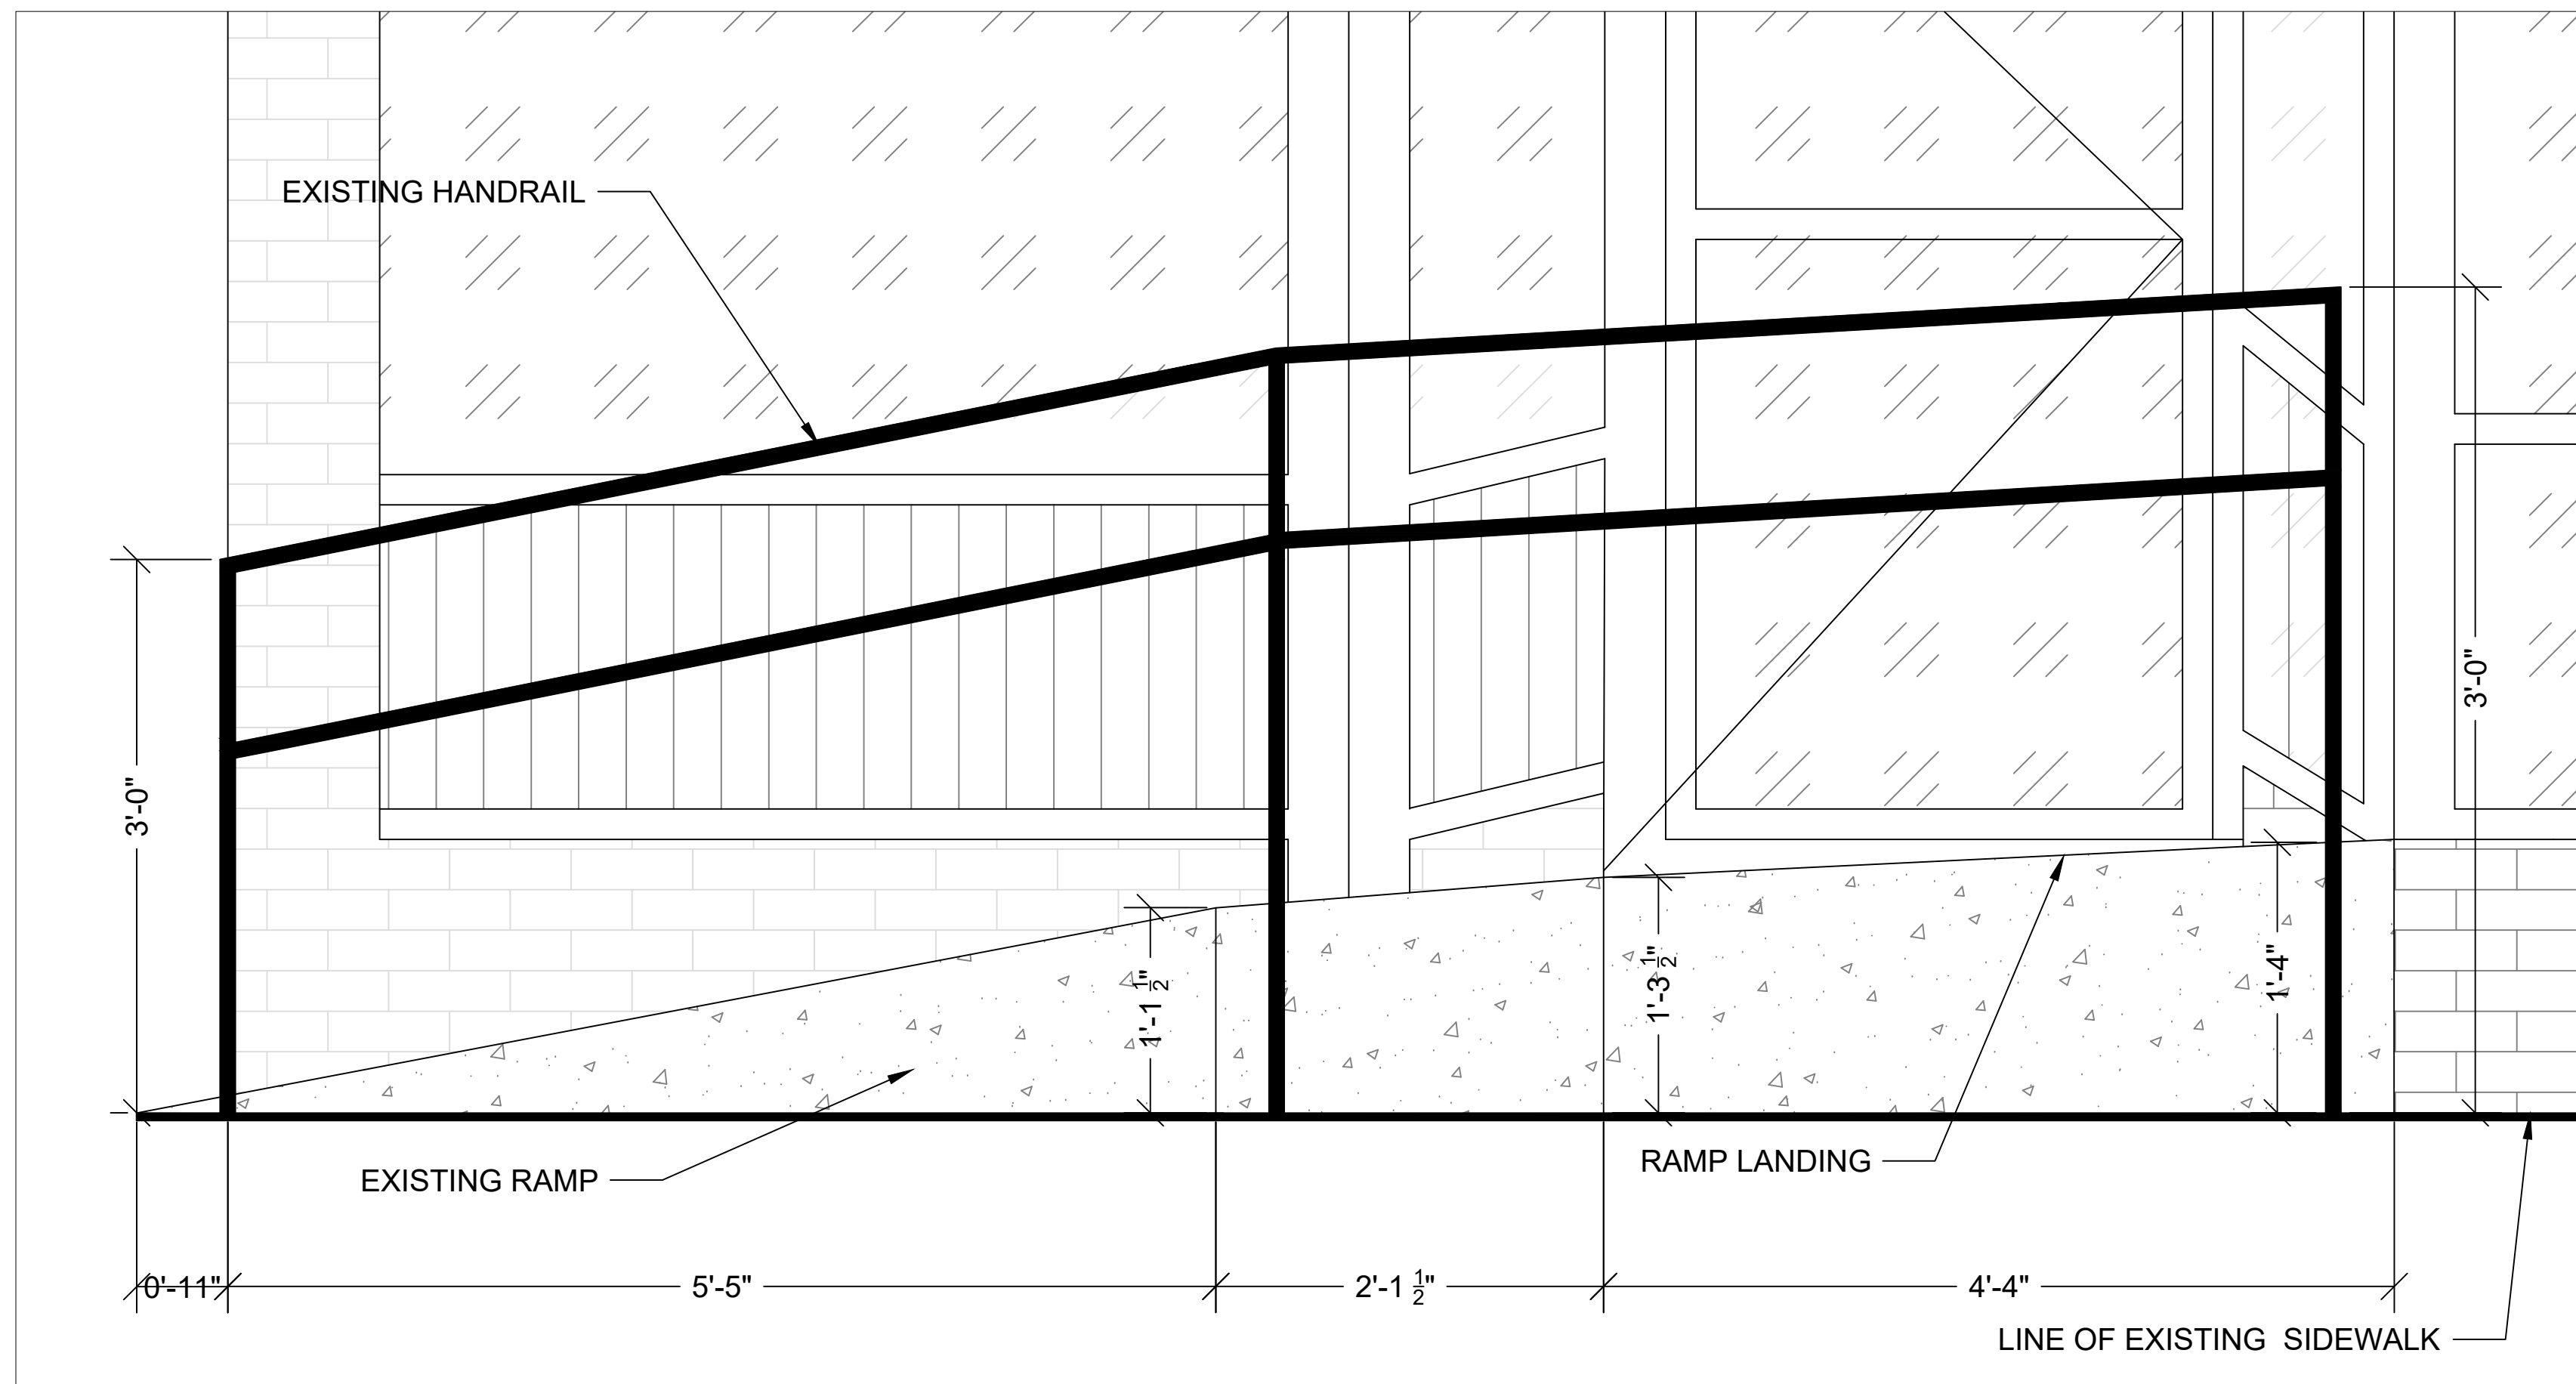 EXISTING HANDRAIL
3'-0"
3'-0"
1'-1 1/2"
1'-3 1/2"
1'-4"
EXISTING RAMP
RAMP LANDING
0'-11"
5'-5"
2'-1 1/2"
4'-4"
LINE OF EXISTING SIDEWALK